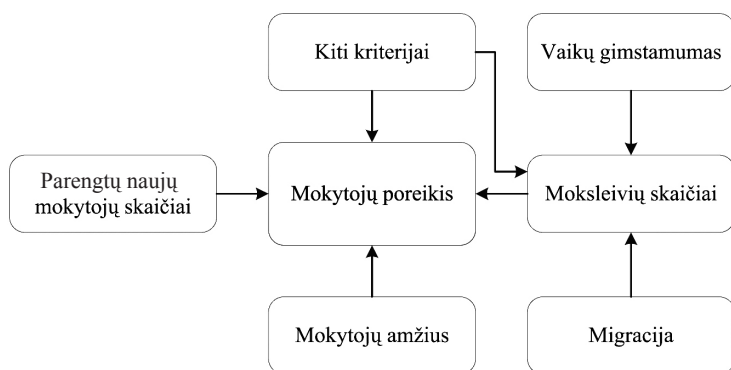 Kiti kriterijai
Vaikų gimstamumas
Parengtų naujų
mokytojų skaičiai
Mokytojų poreikis
Moksleivių skaičiai
Mokytojų amžius
Migracija